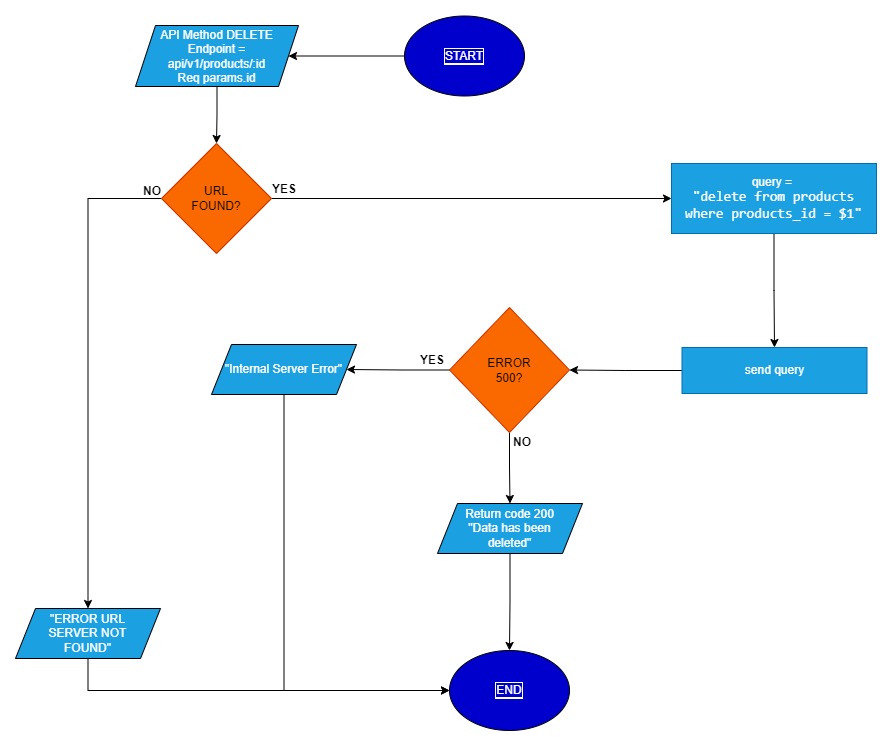 START
API Method DELETE
Endpoint =
api/v1/products/:id
Req params.id
URL
FOUND?
NO
YES
query =
"delete from products
where products_id = $1"
send query
ERROR
500?
YES
"Internal Server Error"
NO
Return code 200
"Data has been
deleted"
"ERROR URL
SERVER NOT
FOUND"
END